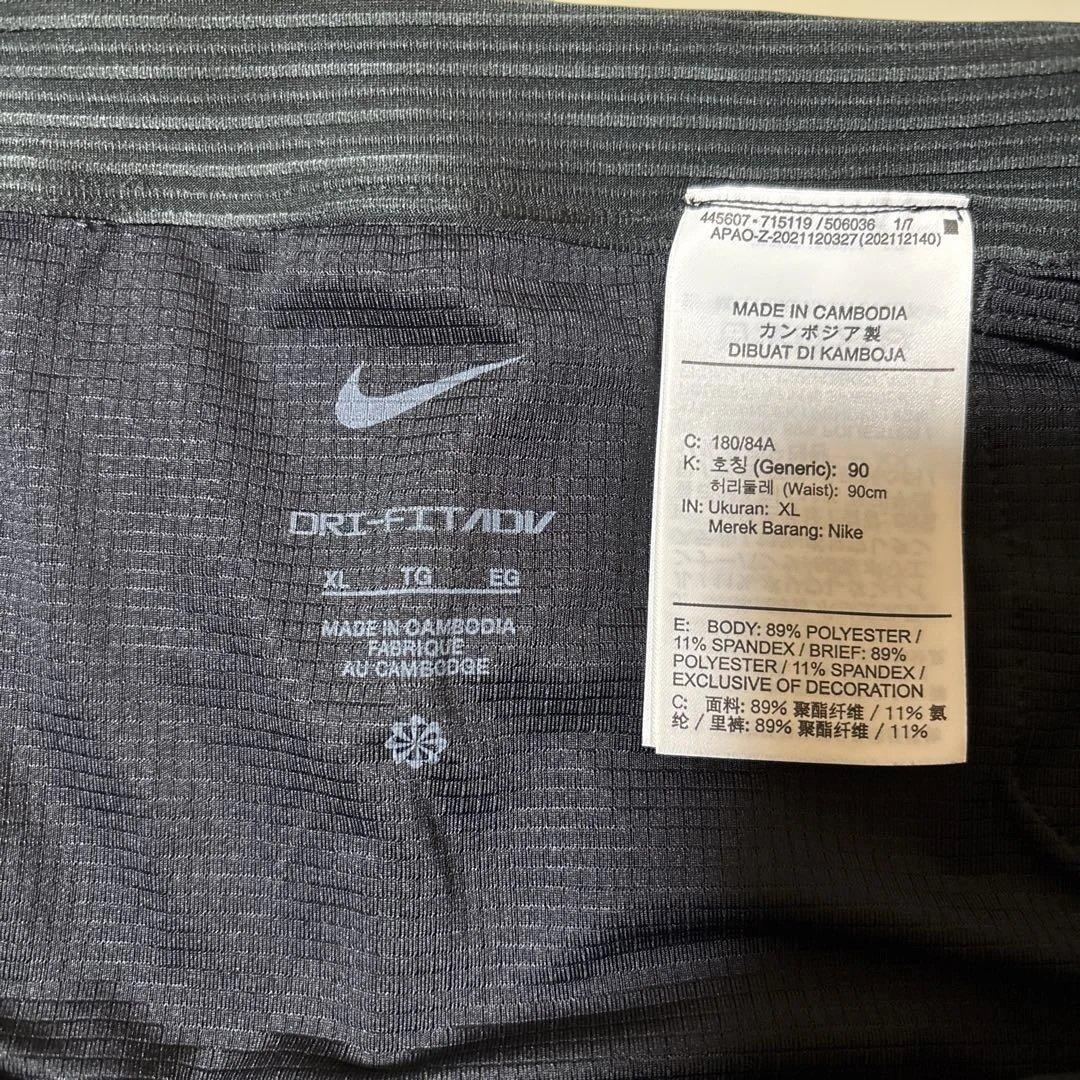 DRI-FIT ADV
XL TG EG
MADE IN CAMBODIA
FABRIQUÉ
AU CAMBODGE
445607・715119 / 506036 1/7
APAO-Z-2021120327(202112140)
MADE IN CAMBODIA
カンボジア製
DIBUAT DI KAMBOJA
C: 180/84A
K: 호칭 (Generic): 90
허리둘레 (Waist): 90cm
IN: Ukuran: XL
Merek Barang: Nike
E: BODY: 89% POLYESTER /
11% SPANDEX / BRIEF: 89%
POLYESTER / 11% SPANDEX /
EXCLUSIVE OF DECORATION
C: 面料: 89% 聚酯纤维 / 11% 氨
纶 / 里裤: 89% 聚酯纤维 / 11%